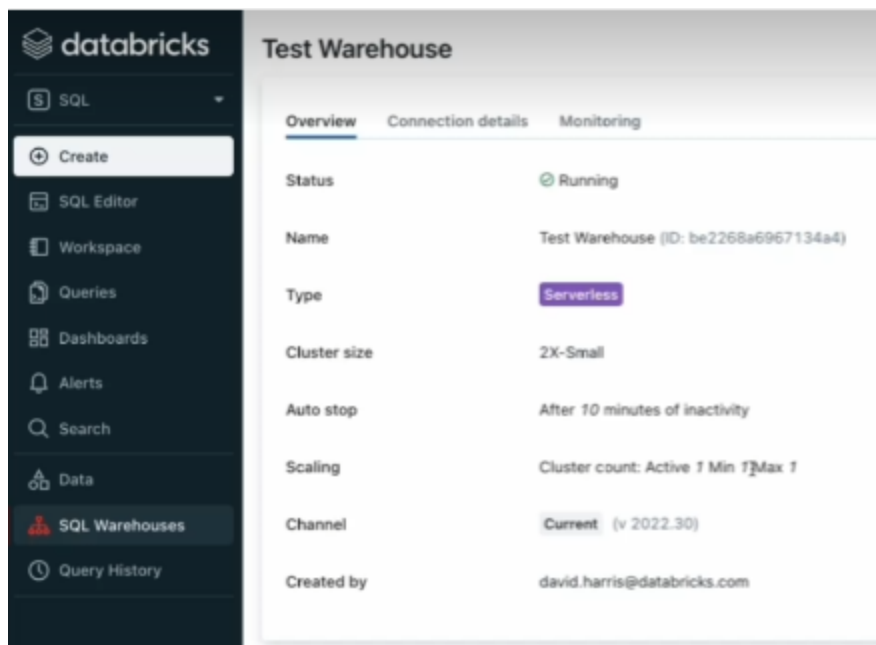 databricks
S SQL
Create
SQL Editor
Workspace
Queries
Dashboards
Alerts
Search
Data
SQL Warehouses
Query History
Test Warehouse
Overview Connection details Monitoring
Status Running
Name Test Warehouse (ID: be2268a6967134a4)
Type Serverless
Cluster size 2X-Small
Auto stop After 10 minutes of inactivity
Scaling Cluster count: Active 1 Min 1 Max 1
Channel Current (v 2022.30)
Created by david.harris@databricks.com